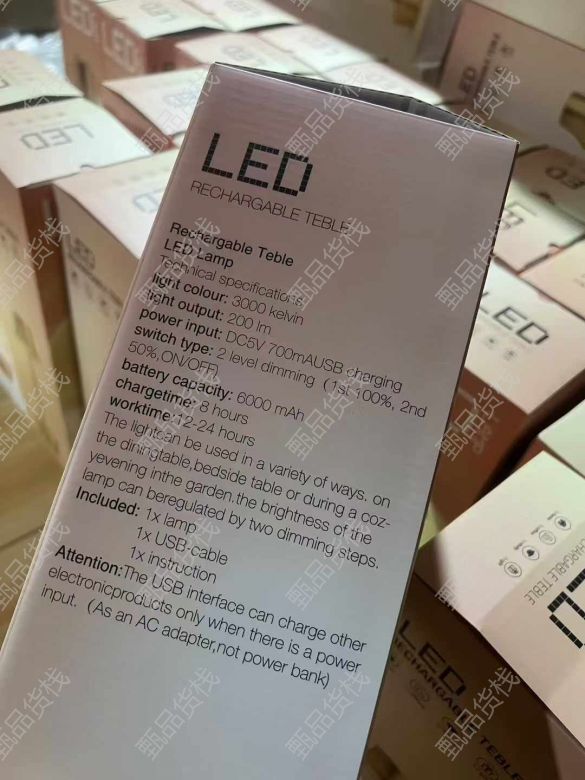 LED
RECHARGABLE TEBLE
Rechargable Teble
LED Lamp
Technical specifications
light colour: 3000 kelvin
light output: 200 lm
power input: DC5V 700mAUSB charging
switch type: 2 level dimming（1st 100%, 2nd
50%,ON/OFF)
battery capacity: 6000 mAh
chargetime: 8 hours
worktime:12-24 hours
The lightcan be used in a variety of ways. on
the diningtable,bedside table or during a coz-
yevening inthe garden.the brightness of the
lamp can beregulated by two dimming steps.
Included: 1x lamp
1x USB-cable
1x instruction
Attention:The USB interface can charge other
electronicproducts only when there is a power
input.（As an AC adapter,not power bank)
LED
LED
LED
LED
RECHARGABLE TEBLE
RECHARGABLE TEBLE
甄品货栈